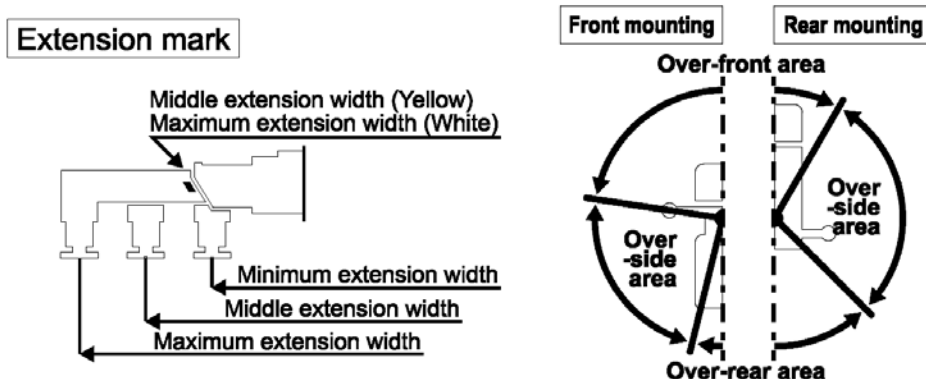 Extension mark
Middle extension width (Yellow)
Maximum extension width (White)
Minimum extension width
Middle extension width
Maximum extension width
Front mounting
Rear mounting
Over-front area
Over
-side
area
Over
-side
area
Over-rear area